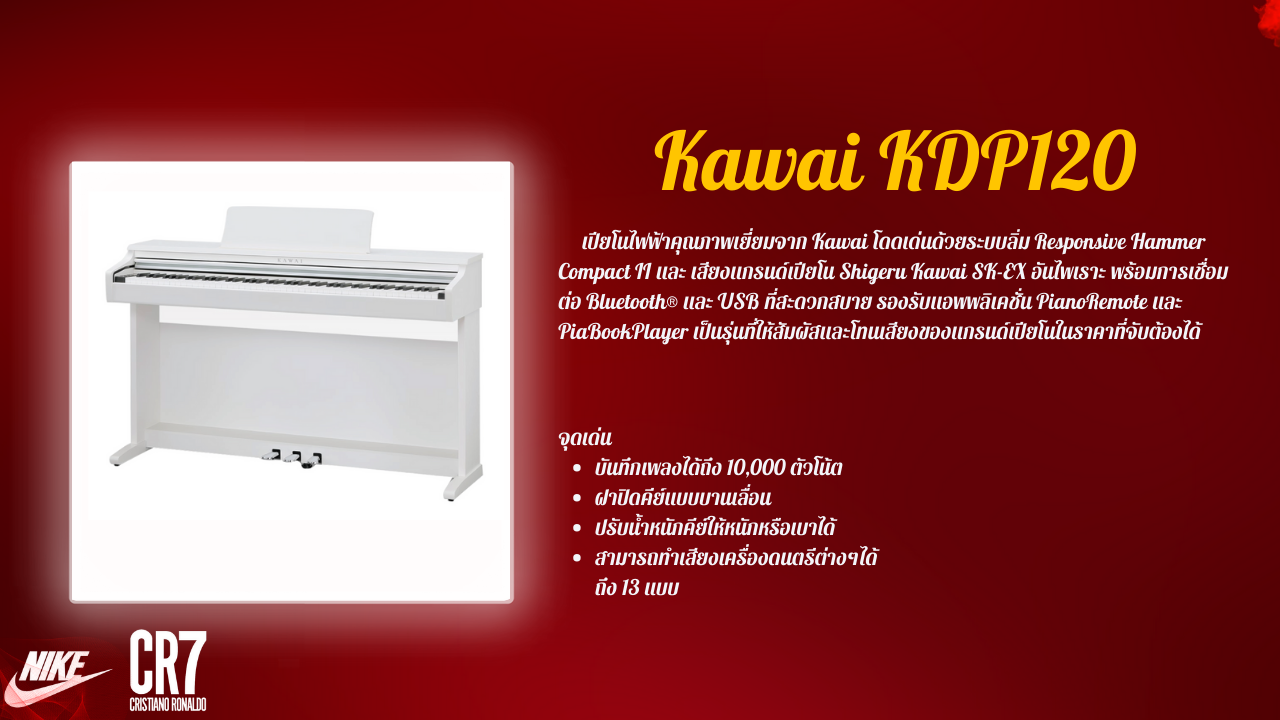 Kawai KDP120
KAWAI
เปียโนไฟฟ้าคุณภาพเยี่ยมจาก Kawai โดดเด่นด้วยระบบลิ่ม Responsive Hammer
Compact II และ เสียงแกรนด์เปียโน Shigeru Kawai SK-EX อันไพเราะ พร้อมการเชื่อม
ต่อ Bluetooth® และ USB ที่สะดวกสบาย รองรับแอพพลิเคชั่น PianoRemote และ
PiaBookPlayer เป็นรุ่นที่ให้สัมผัสและโทนเสียงของแกรนด์เปียโนในราคาที่จับต้องได้
จุดเด่น
• บันทึกเพลงได้ถึง 10,000 ตัวโน้ต
• ฝาปิดคีย์แบบบานเลื่อน
• ปรับน้ำหนักคีย์ให้หนักหรือเบาได้
• สามารถทำเสียงเครื่องดนตรีต่างๆได้
ถึง 13 แบบ
NIKE
CR7
CRISTIANO RONALDO